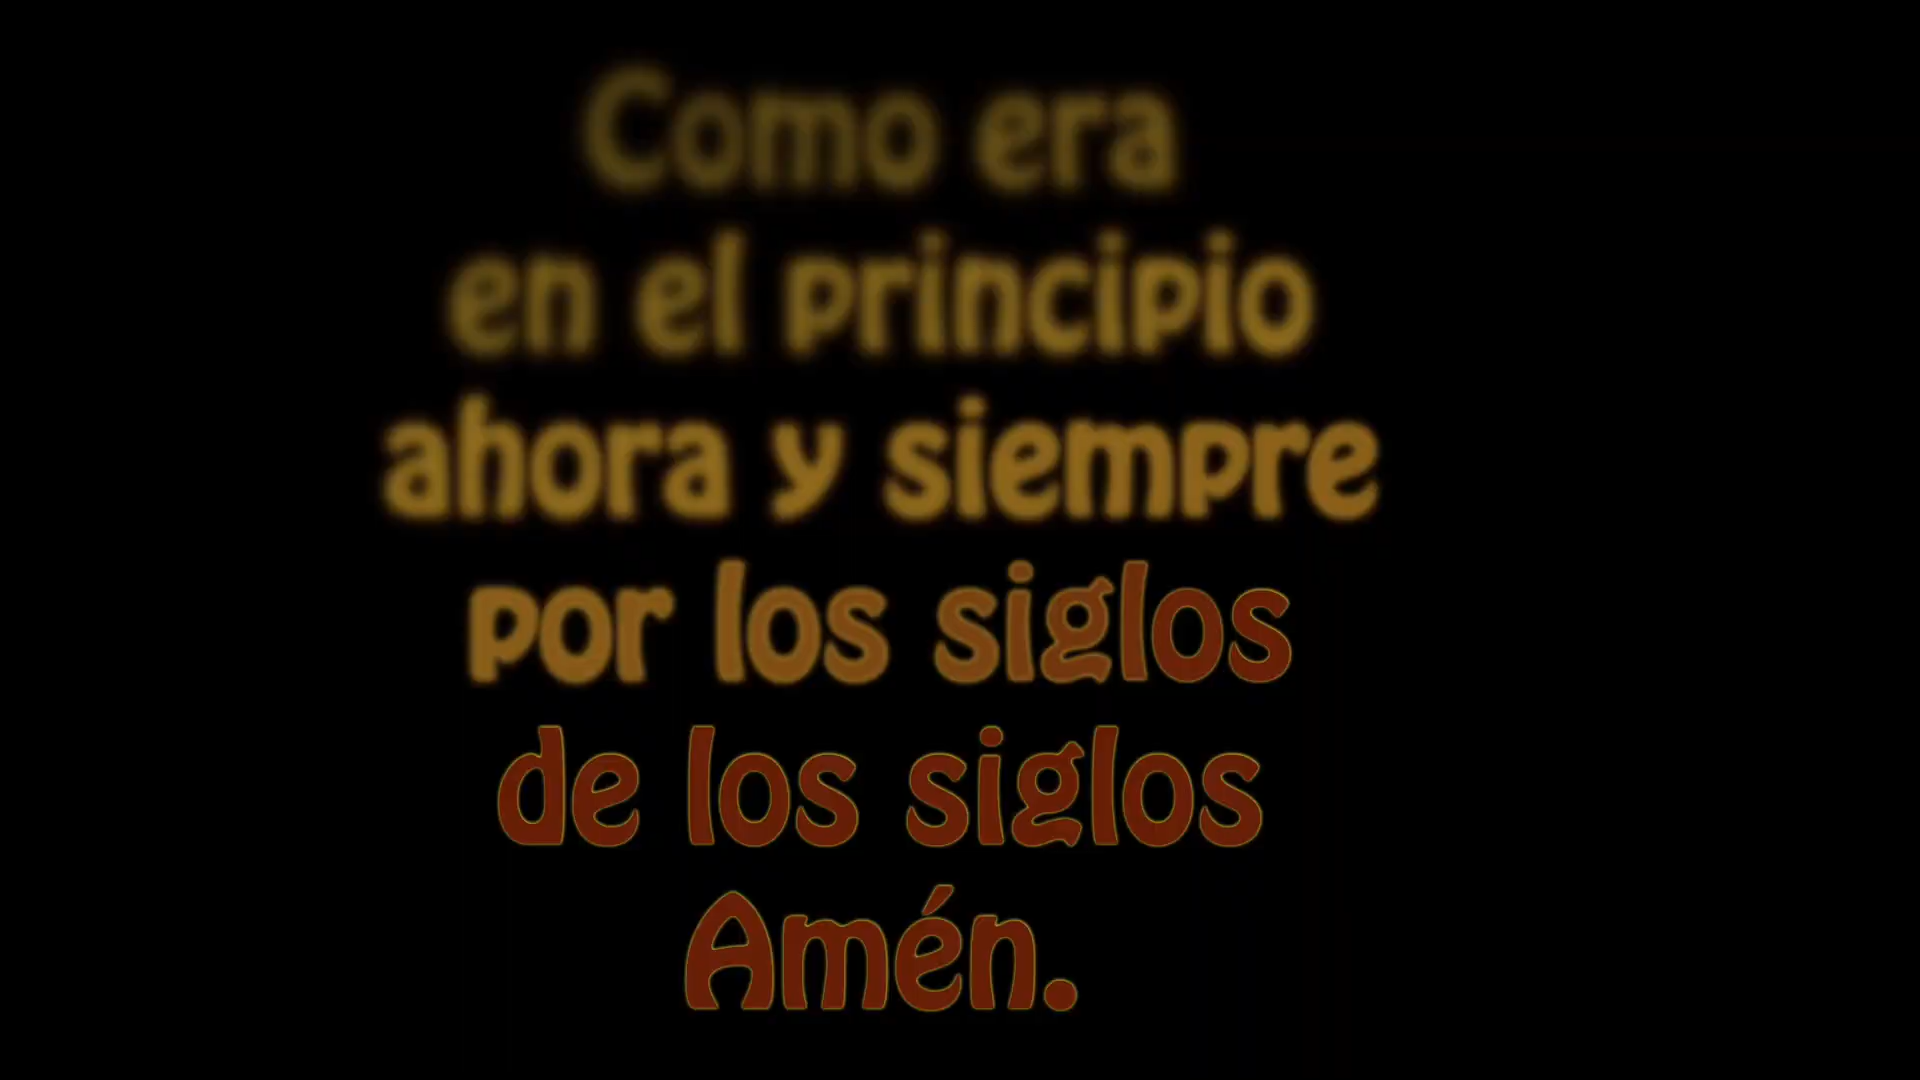 Como era
en el principio
ahora y siempre
por los siglos
de los siglos
Amén.